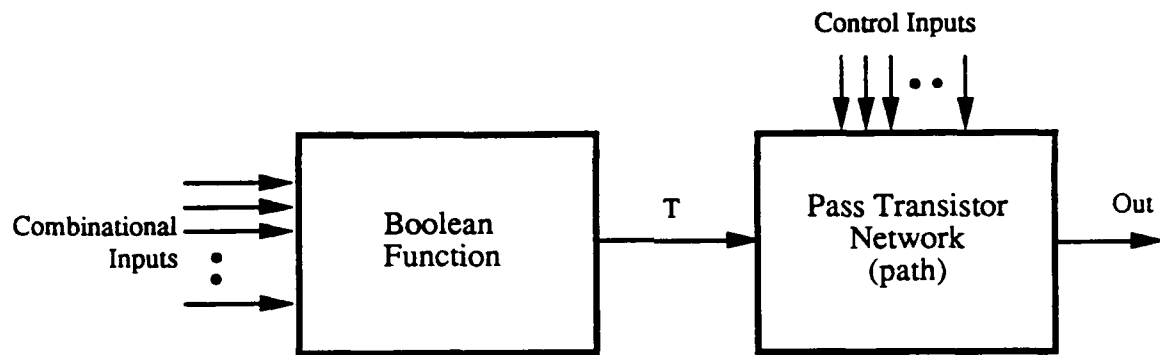 Control Inputs
Combinational
Inputs
Boolean
Function
T
Pass Transistor
Network
(path)
Out